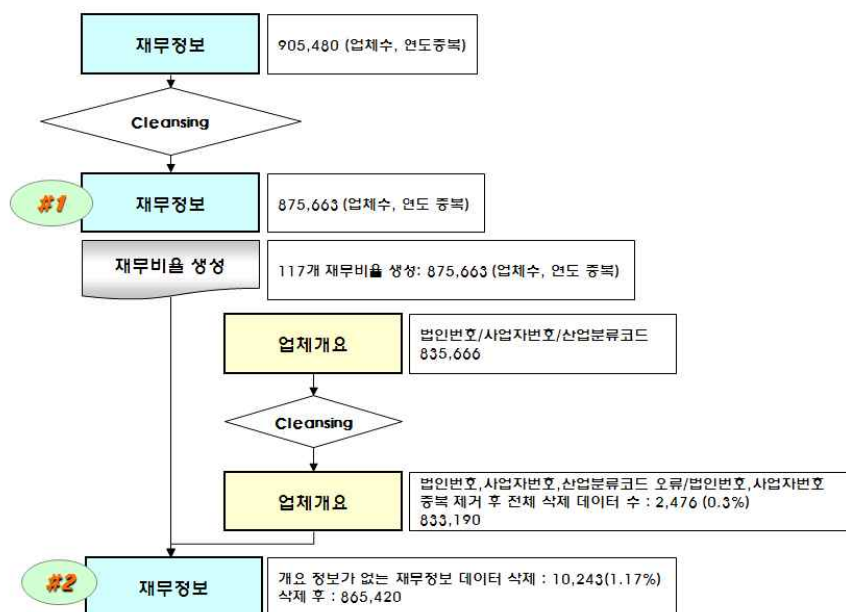 재무정보
905,480 (업체수, 연도중복)
Cleansing
#1
재무정보
875,663 (업체수, 연도 중복)
재무비율 생성
117개 재무비율 생성: 875,663 (업체수, 연도 중복)
업체개요
법인번호/사업자번호/산업분류코드
835,666
Cleansing
업체개요
법인번호,사업자번호,산업분류코드 오류/법인번호,사업자번호
중복 제거 후 전체 삭제 데이터 수 : 2,476 (0.3%)
833,190
#2
재무정보
개요 정보가 없는 재무정보 데이터 삭제 : 10,243(1.17%)
삭제 후 : 865,420